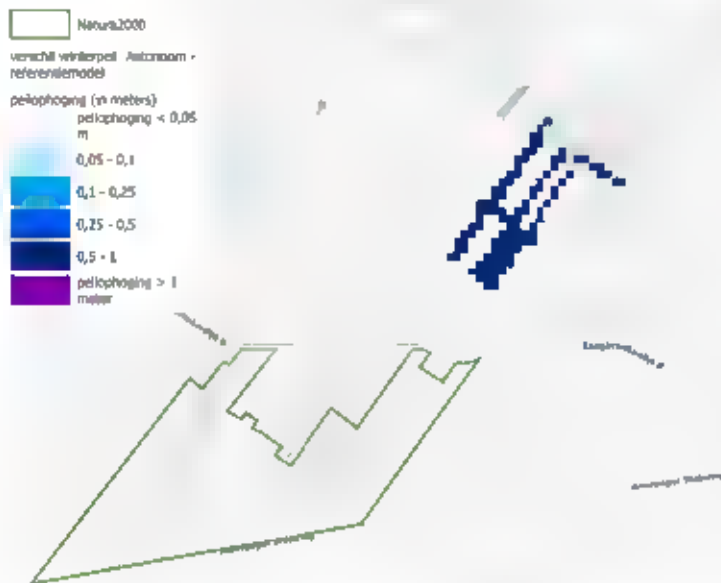 Natura2000
verschil winterpeil Autonoom -
referentiemodel
peilophoging (in meters)
peilophoging < 0,05
m
0,05 - 0,1
0,1 - 0,25
0,25 - 0,5
0,5 - 1
peilophoging > 1
meter